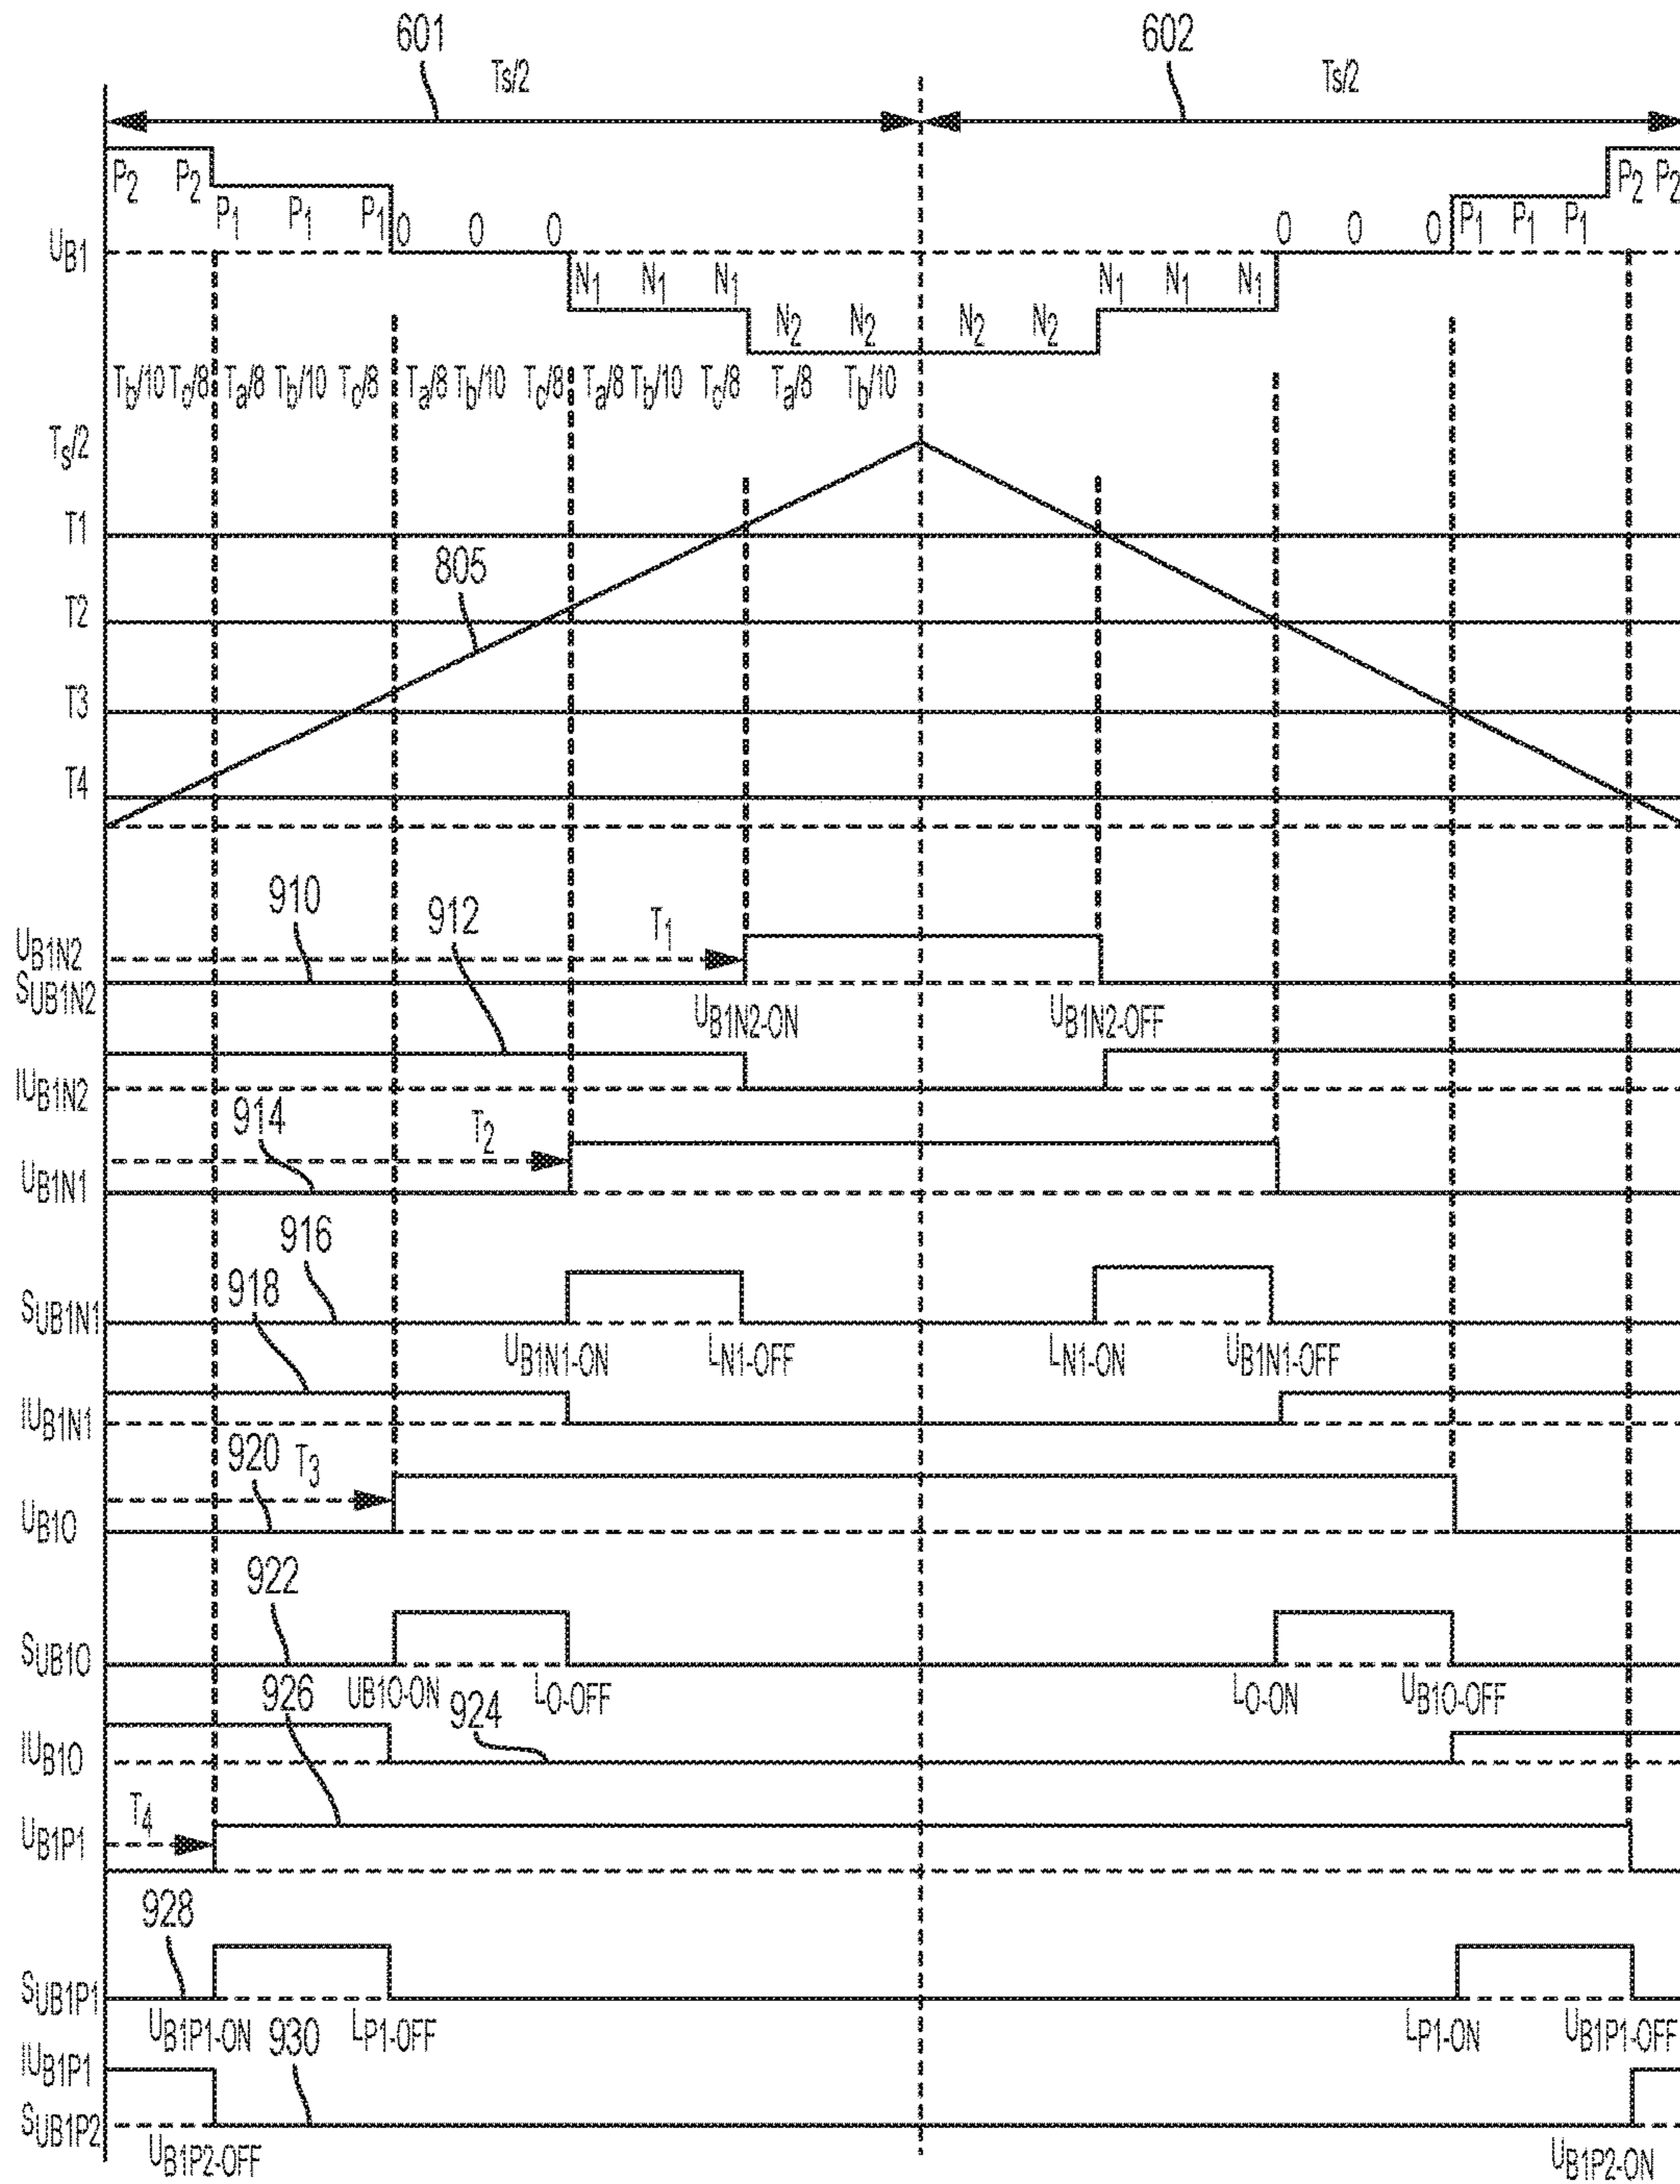 601 602
Ts/2 Ts/2
P2 P2 P2 P2
P1 P1 P1 0 0 0 0 0 0 P1 P1 P1
UB1
N1 N1 N1 N1 N1 N1
N2 N2 N2 N2
Tb/10 Tc/8 Ta/8 Tb/10 Tc/8 Ta/8 Tb/10 Tc/8 Ta/8 Tb/10 Tc/8 Ta/8 Tb/10
Ts/2
T1
805
T2
T3
T4
910 912
T1
UB1N2
SUB1N2
UB1N2-ON UB1N2-OFF
IUB1N2
914
T2
UB1N1
916
918
SUB1N1
UB1N1-ON LN1-OFF LN1-ON UB1N1-OFF
IUB1N1
920 T3
UB1O
922
SUB1O
926 UB1O-ON LO-OFF LO-ON UB1O-OFF
924
IUB1O
T4
UB1P1
928
SUB1P1
UB1P1-ON LP1-OFF LP1-ON UB1P1-OFF
930
IUB1P1
SUB1P2
UB1P2-OFF UB1P2-ON